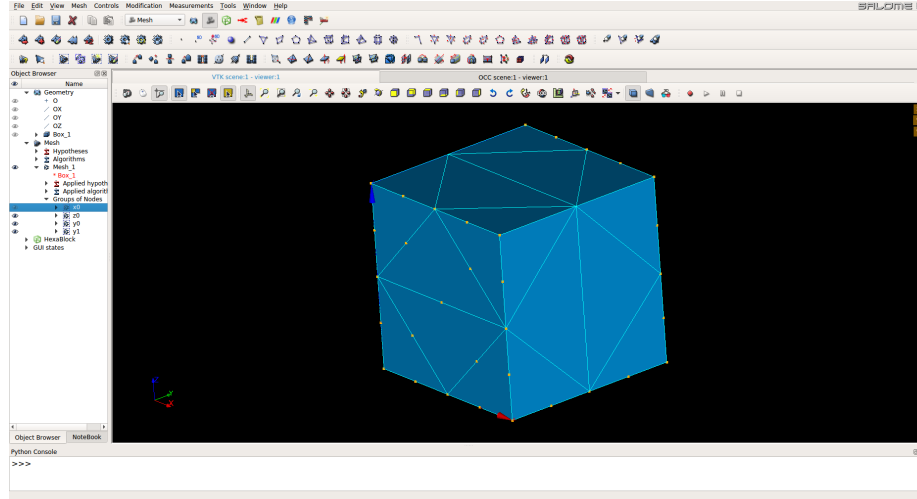 File Edit View Mesh Controls Modification Measurements Tools Window Help
SALOME
Mesh
Object Browser
VTK scene:1 - viewer:1
OCC scene:1 - viewer:1
Name
Geometry
O
OX
OY
OZ
Box_1
Mesh
Hypotheses
Algorithms
Mesh_1
* Box_1
Applied hypoth
Applied algorit
Groups of Nodes
x0
z0
y0
y1
HexaBlock
GUI states
Object Browser
NoteBook
Python Console
>>>